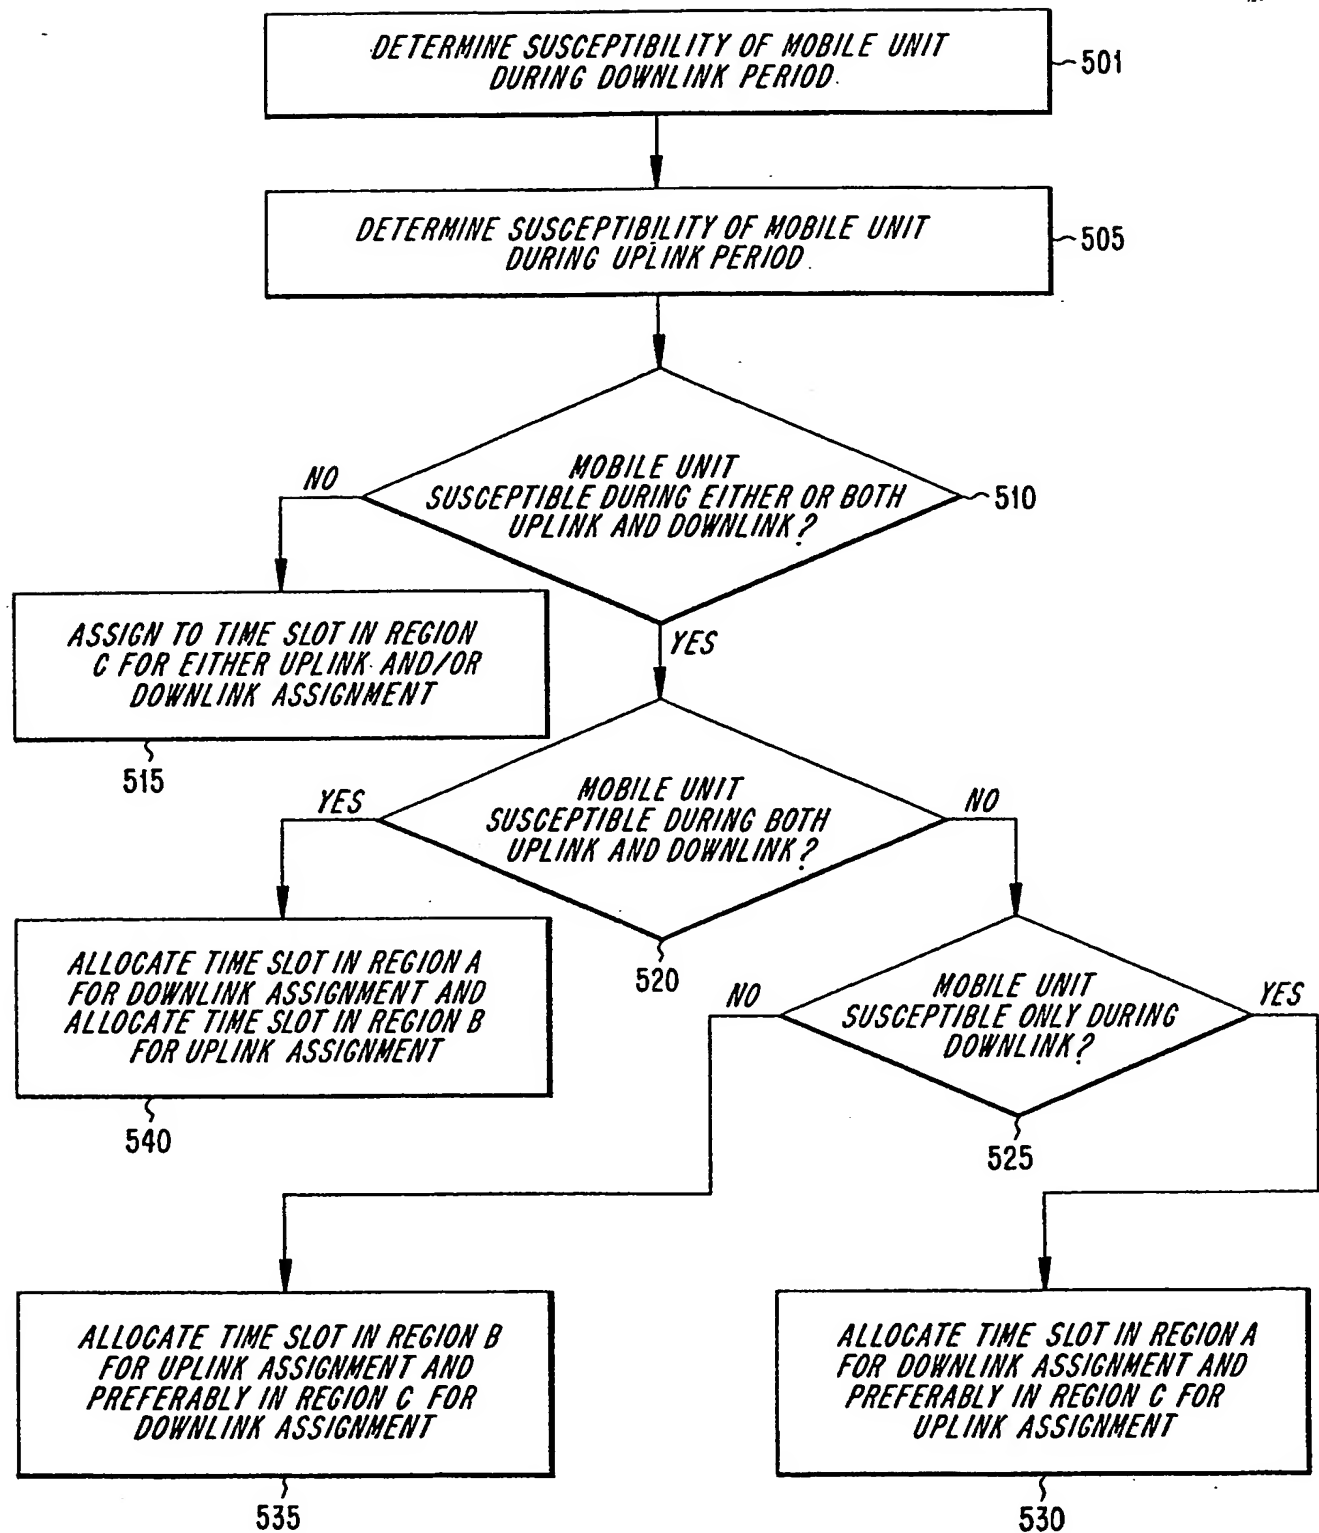 DETERMINE SUSCEPTIBILITY OF MOBILE UNIT
DURING DOWNLINK PERIOD
501
DETERMINE SUSCEPTIBILITY OF MOBILE UNIT
DURING UPLINK PERIOD
505
MOBILE UNIT
SUSCEPTIBLE DURING EITHER OR BOTH
UPLINK AND DOWNLINK?
510
NO
YES
ASSIGN TO TIME SLOT IN REGION
C FOR EITHER UPLINK AND/OR
DOWNLINK ASSIGNMENT
515
MOBILE UNIT
SUSCEPTIBLE DURING BOTH
UPLINK AND DOWNLINK?
520
YES
NO
ALLOCATE TIME SLOT IN REGION A
FOR DOWNLINK ASSIGNMENT AND
ALLOCATE TIME SLOT IN REGION B
FOR UPLINK ASSIGNMENT
540
MOBILE UNIT
SUSCEPTIBLE ONLY DURING
DOWNLINK?
525
NO
YES
ALLOCATE TIME SLOT IN REGION B
FOR UPLINK ASSIGNMENT AND
PREFERABLY IN REGION C FOR
DOWNLINK ASSIGNMENT
535
ALLOCATE TIME SLOT IN REGION A
FOR DOWNLINK ASSIGNMENT AND
PREFERABLY IN REGION C FOR
UPLINK ASSIGNMENT
530